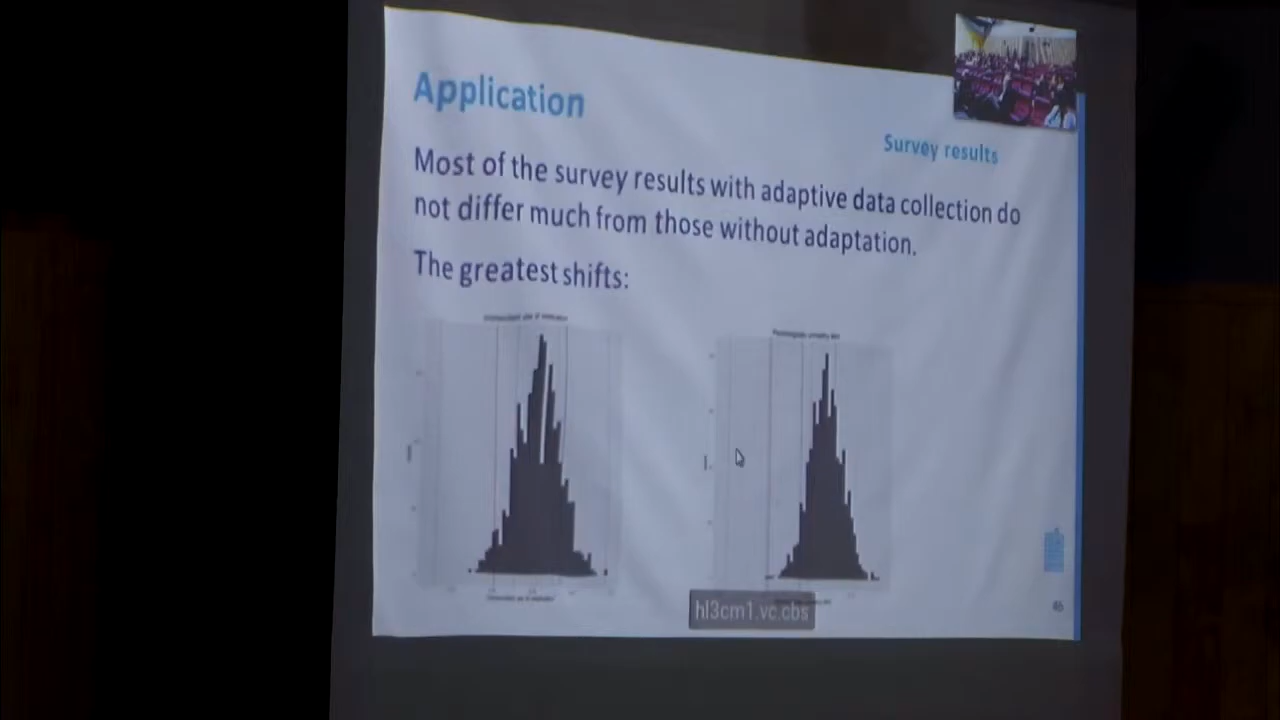 Application
Survey results
Most of the survey results with adaptive data collection do
not differ much from those without adaptation.
The greatest shifts:
hl3cm1.vc.cbs
46